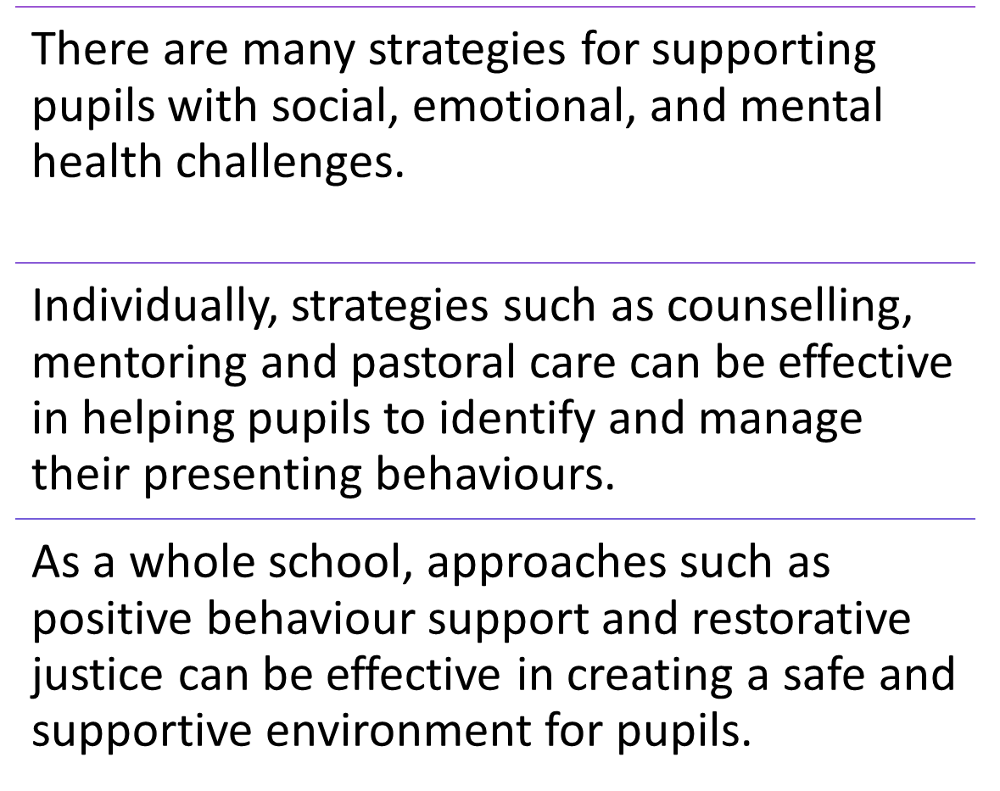 There are many strategies for supporting
pupils with social, emotional, and mental
health challenges.
Individually, strategies such as counselling,
mentoring and pastoral care can be effective
in helping pupils to identify and manage
their presenting behaviours.
As a whole school, approaches such as
positive behaviour support and restorative
justice can be effective in creating a safe and
supportive environment for pupils.